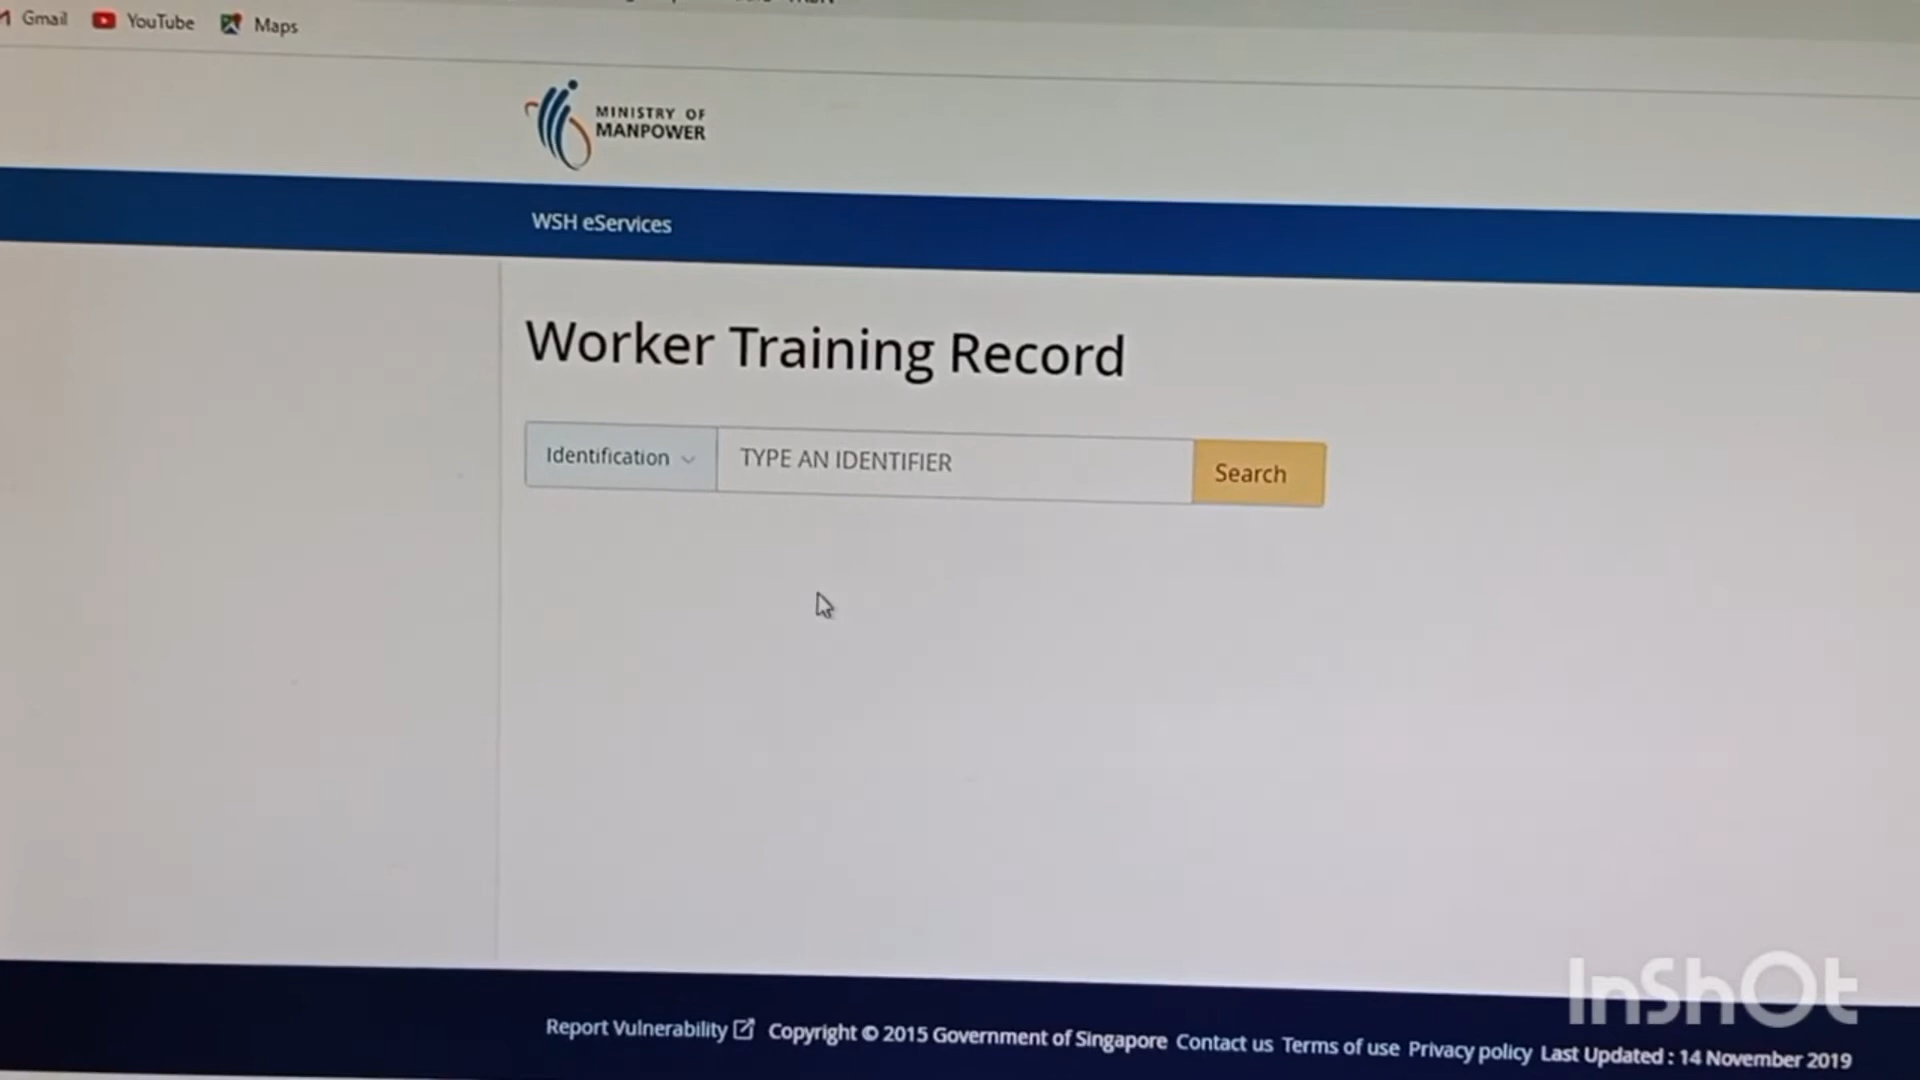 Gmail YouTube Maps
MINISTRY OF
MANPOWER
WSH eServices
Worker Training Record
Identification TYPE AN IDENTIFIER Search
Report Vulnerability Copyright © 2015 Government of Singapore Contact us Terms of use Privacy policy Last Updated : 14 November 2019
InShOt